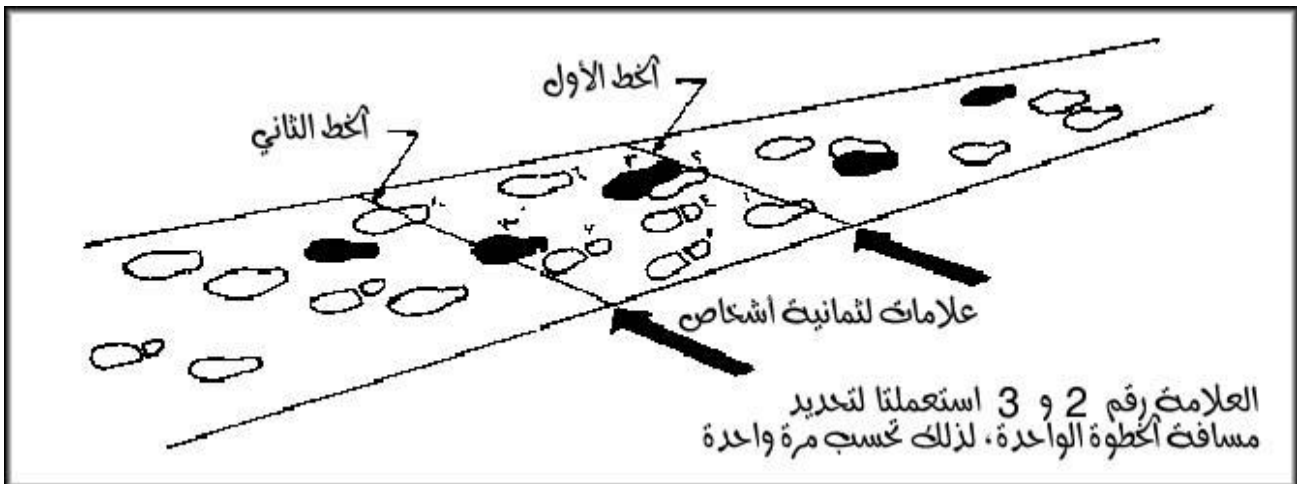 الخط الأول
الخط الثاني
علامات لثمانية أشخاص
العلامة رقم 2 و 3 استعملتا لتحديد
مسافة الخطوة الواحدة، لذلك تحسب مرة واحدة